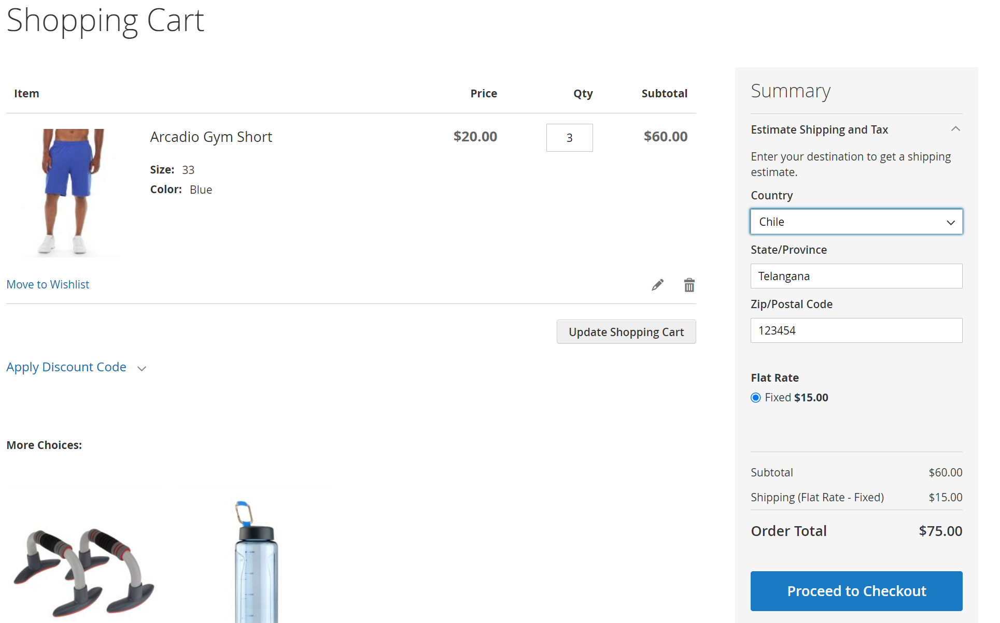 Shopping Cart
Item Price Qty Subtotal
Arcadio Gym Short $20.00 3 $60.00
Size: 33
Color: Blue
Move to Wishlist
Update Shopping Cart
Apply Discount Code
More Choices:
Summary
Estimate Shipping and Tax
Enter your destination to get a shipping
estimate.
Country
Chile
State/Province
Telangana
Zip/Postal Code
123454
Flat Rate
Fixed $15.00
Subtotal $60.00
Shipping (Flat Rate - Fixed) $15.00
Order Total $75.00
Proceed to Checkout